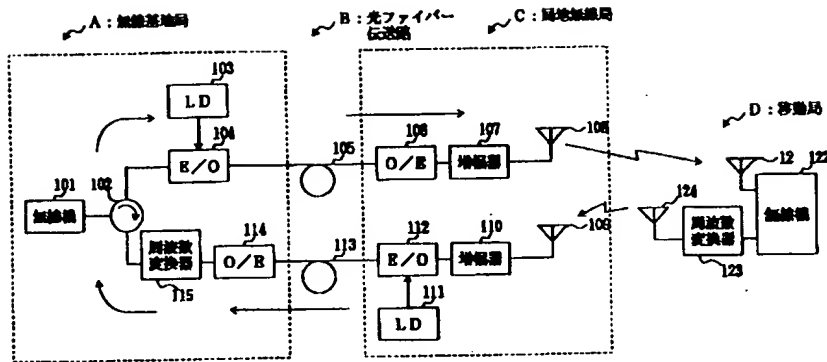 A：無線基地局
B：光ファイバー
伝送路
C：局地無線局
D：移動局
103
LD
104
E／O
105
106
O／E
107
増幅器
108
12
122
無線機
124
周波数
変換器
123
101
無線機
102
周波数
変換器
115
114
O／E
113
112
E／O
110
増幅器
109
111
LD